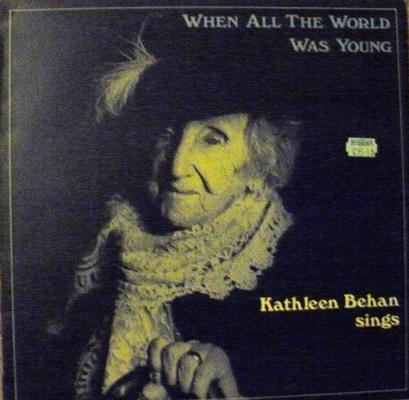 When All The World
Was Young
Kathleen Behan
sings